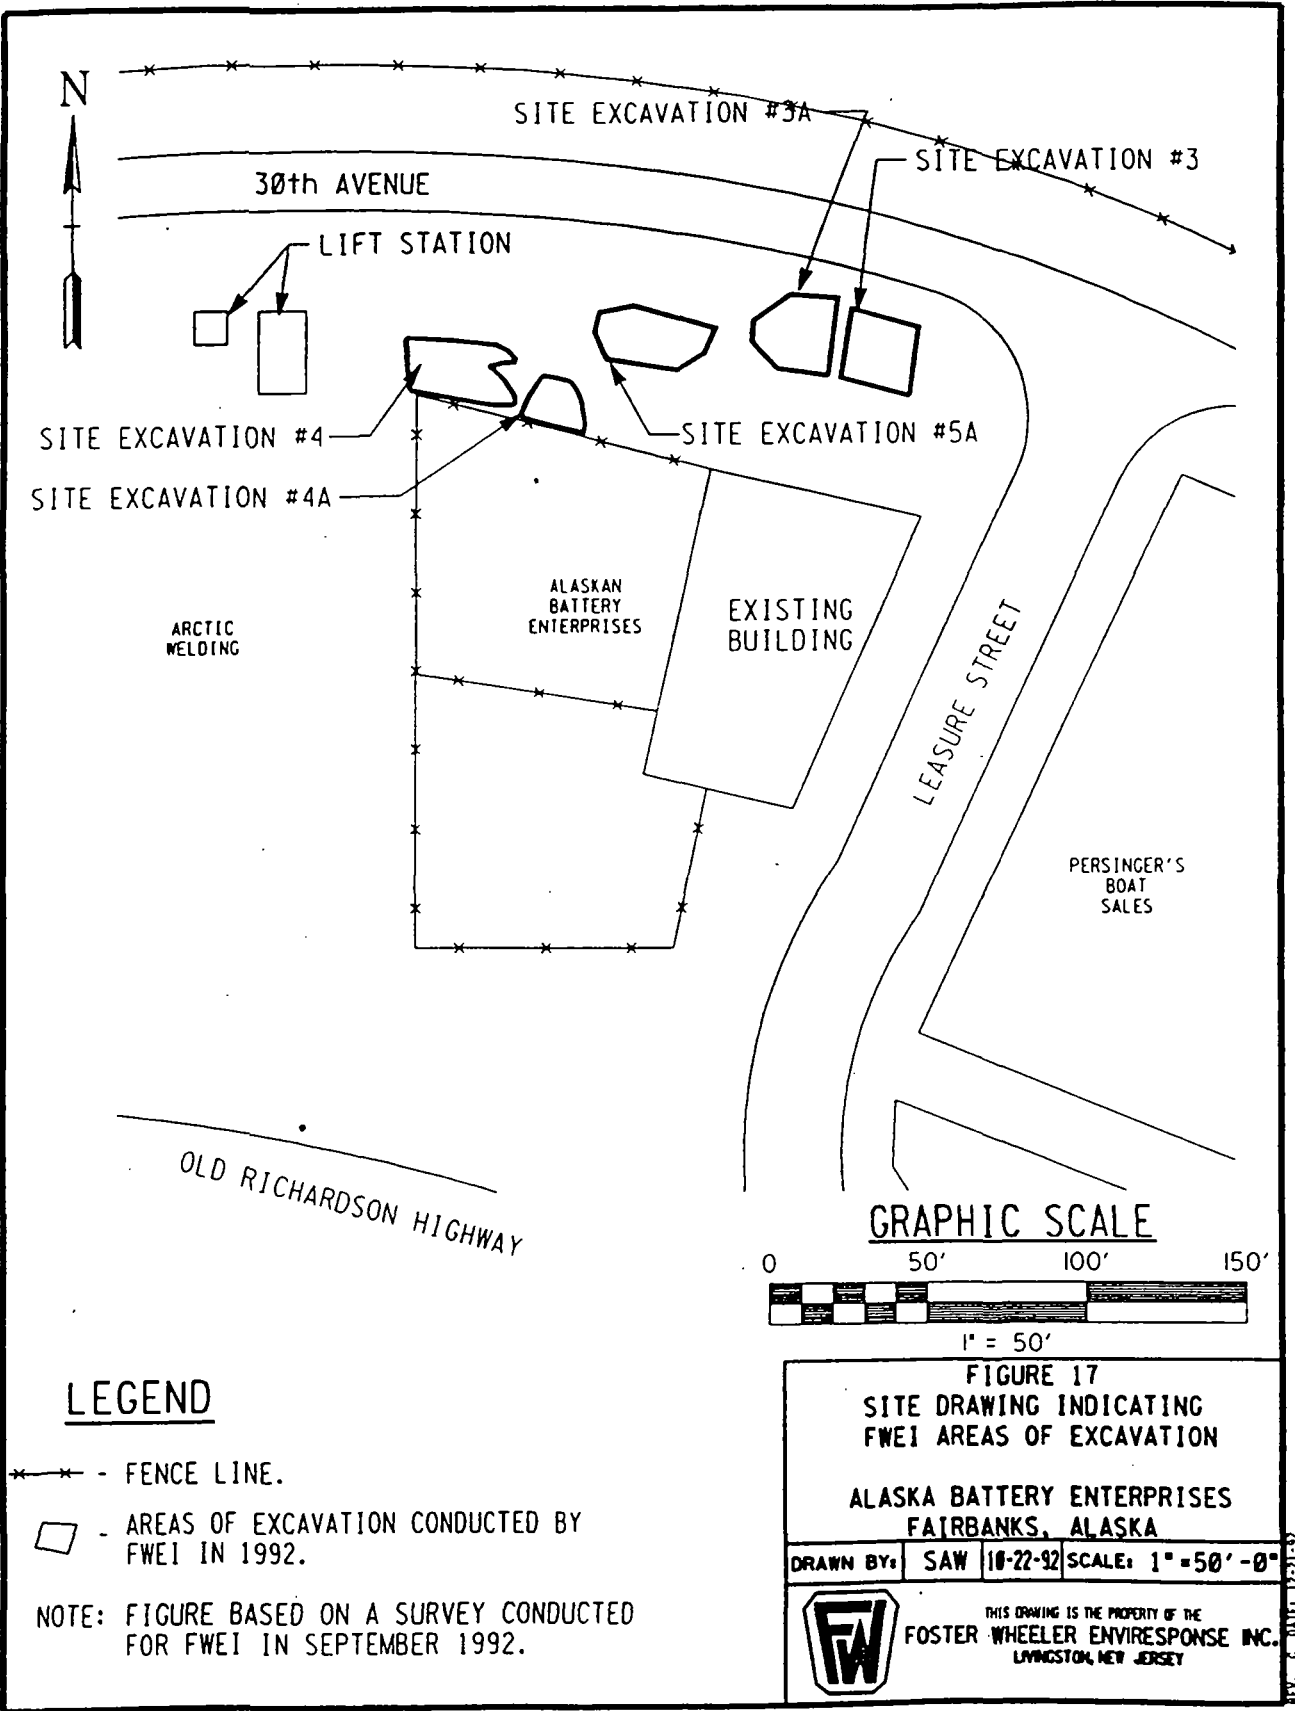 N
SITE EXCAVATION #3A
SITE EXCAVATION #3
30th AVENUE
LIFT STATION
SITE EXCAVATION #4
SITE EXCAVATION #5A
SITE EXCAVATION #4A
ALASKAN
BATTERY
ENTERPRISES
EXISTING
BUILDING
ARCTIC
WELDING
LEASURE STREET
PERSINGER'S
BOAT
SALES
OLD RICHARDSON HIGHWAY
GRAPHIC SCALE
0 50' 100' 150'
1" = 50'
LEGEND
- FENCE LINE.
- AREAS OF EXCAVATION CONDUCTED BY
FWEI IN 1992.
NOTE: FIGURE BASED ON A SURVEY CONDUCTED
FOR FWEI IN SEPTEMBER 1992.
FIGURE 17
SITE DRAWING INDICATING
FWEI AREAS OF EXCAVATION
ALASKA BATTERY ENTERPRISES
FAIRBANKS, ALASKA
DRAWN BY: SAW 10-22-92 SCALE: 1"=50'-0"
FW
THIS DRAWING IS THE PROPERTY OF THE
FOSTER WHEELER ENVIRESPONSE INC.
LIVINGSTON, NEW JERSEY